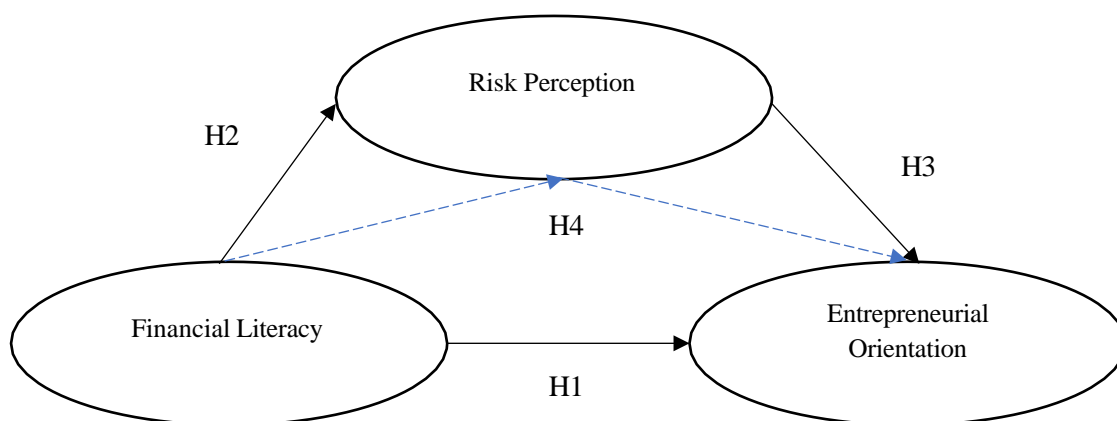 Risk Perception
H2
H3
H4
Financial Literacy
Entrepreneurial
Orientation
H1